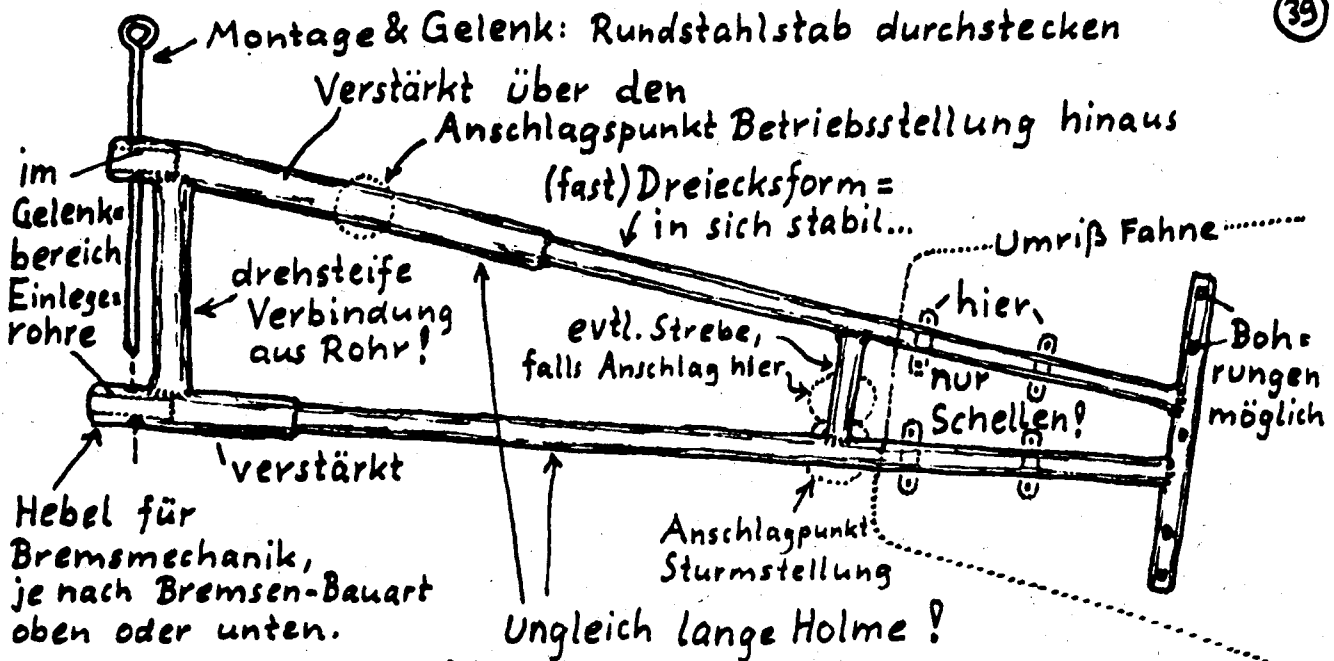 39
Montage & Gelenk: Rundstahlstab durchstecken
Verstärkt über den
Anschlagspunkt Betriebsstellung hinaus
im
Gelenk=
bereich
Einlege=
rohre
(fast) Dreiecksform =
in sich stabil...
Umriß Fahne
drehsteife
Verbindung
aus Rohr!
evtl. Strebe,
falls Anschlag hier
hier
nur
Schellen!
Boh=
rungen
möglich
verstärkt
Hebel für
Bremsmechanik,
je nach Bremsen-Bauart
oben oder unten.
Anschlagpunkt
Sturmstellung
Ungleich lange Holme!